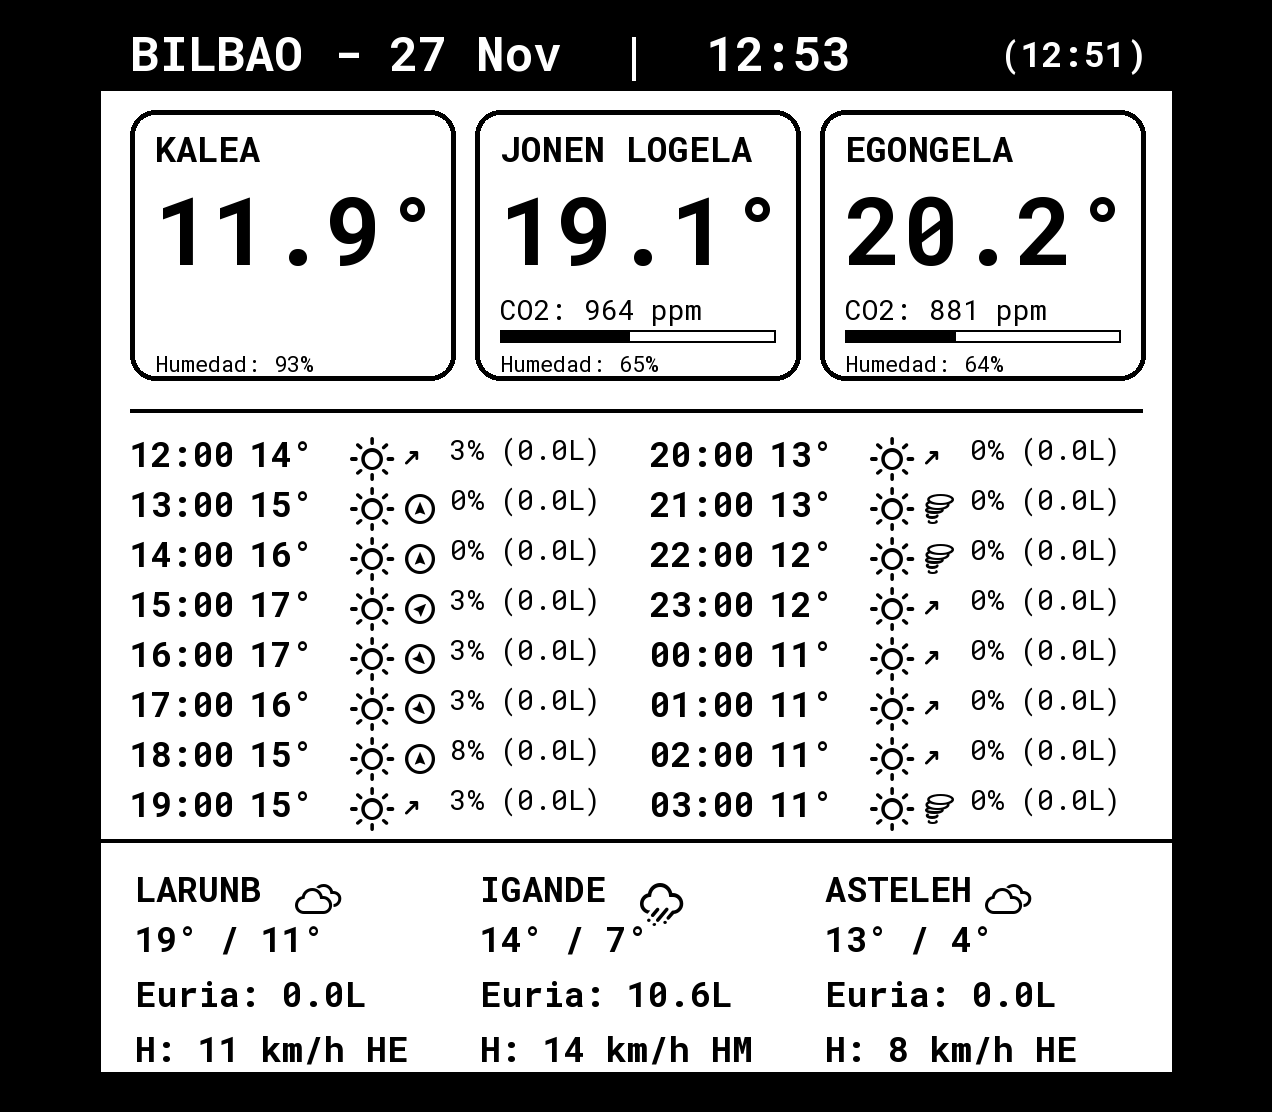 BILBAO - 27 Nov | 12:53 (12:51)
KALEA
11.9°
Humedad: 93%
JONEN LOGELA
19.1°
CO2: 964 ppm
Humedad: 65%
EGONGELA
20.2°
CO2: 881 ppm
Humedad: 64%
12:00 14° 3% (0.0L)
13:00 15° 0% (0.0L)
14:00 16° 0% (0.0L)
15:00 17° 3% (0.0L)
16:00 17° 3% (0.0L)
17:00 16° 3% (0.0L)
18:00 15° 8% (0.0L)
19:00 15° 3% (0.0L)
20:00 13° 0% (0.0L)
21:00 13° 0% (0.0L)
22:00 12° 0% (0.0L)
23:00 12° 0% (0.0L)
00:00 11° 0% (0.0L)
01:00 11° 0% (0.0L)
02:00 11° 0% (0.0L)
03:00 11° 0% (0.0L)
LARUNB
19° / 11°
Euria: 0.0L
H: 11 km/h HE
IGANDE
14° / 7°
Euria: 10.6L
H: 14 km/h HM
ASTELEH
13° / 4°
Euria: 0.0L
H: 8 km/h HE